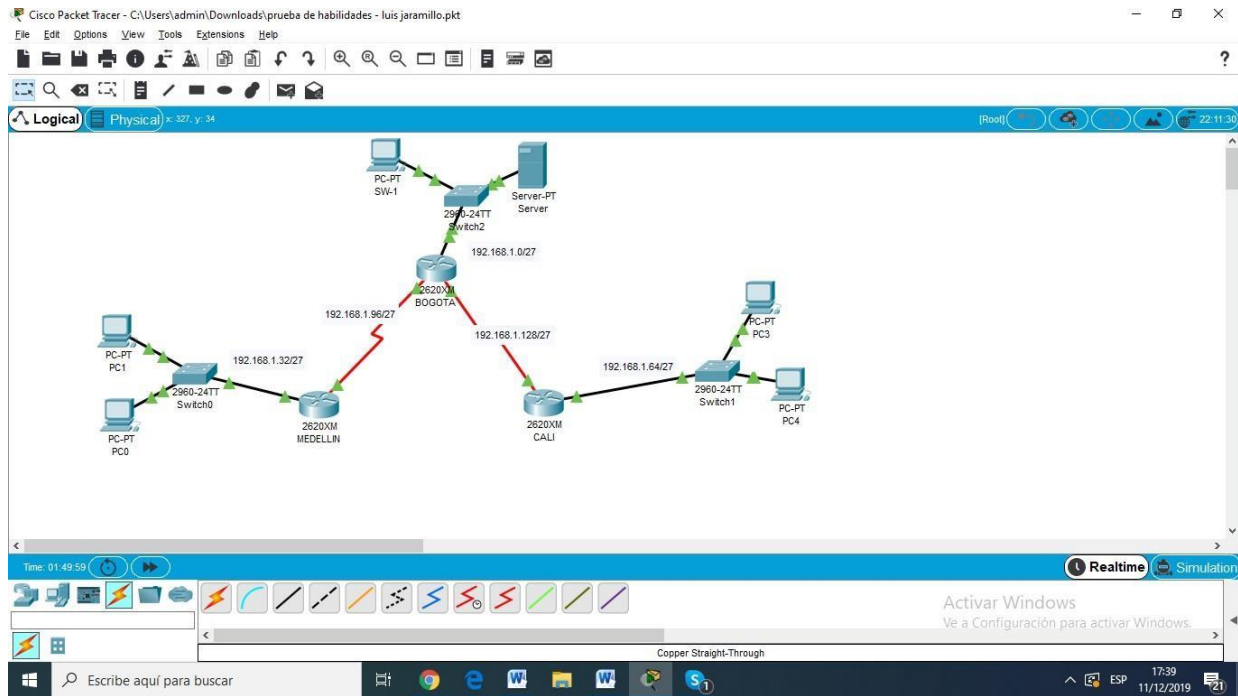 Cisco Packet Tracer - C:\Users\admin\Downloads\prueba de habilidades - luis jaramillo.pkt
File Edit Options View Tools Extensions Help
?
Logical Physical x: 327, y: 34 [Root] 22:11:30
PC-PT
SW-1
Server-PT
Server
2960-24TT
Switch2
192.168.1.0/27
2620XM
BOGOTA
192.168.1.96/27
192.168.1.128/27
PC-PT
PC3
PC-PT
PC1
192.168.1.32/27
192.168.1.64/27
2960-24TT
Switch0
2960-24TT
Switch1
2620XM
MEDELLIN
2620XM
CALI
PC-PT
PC4
PC-PT
PC0
Time: 01:49:59 Realtime Simulation
Activar Windows
Ve a Configuración para activar Windows.
Copper Straight-Through
Escribe aquí para buscar
ESP
17:39
11/12/2019
21